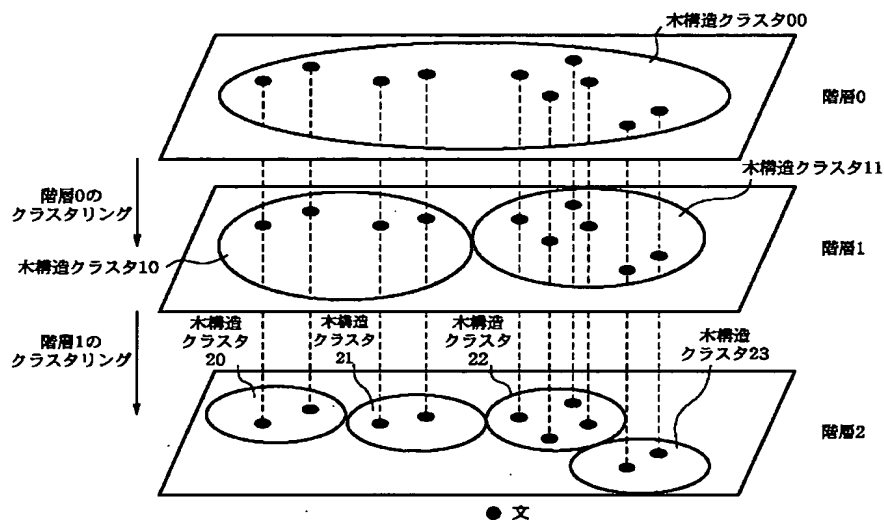 木構造クラスタ00
階層0
階層0の
クラスタリング
木構造クラスタ11
階層1
木構造クラスタ10
階層1の
クラスタリング
木構造
クラスタ
20
木構造
クラスタ
21
木構造
クラスタ
22
木構造
クラスタ23
階層2
文